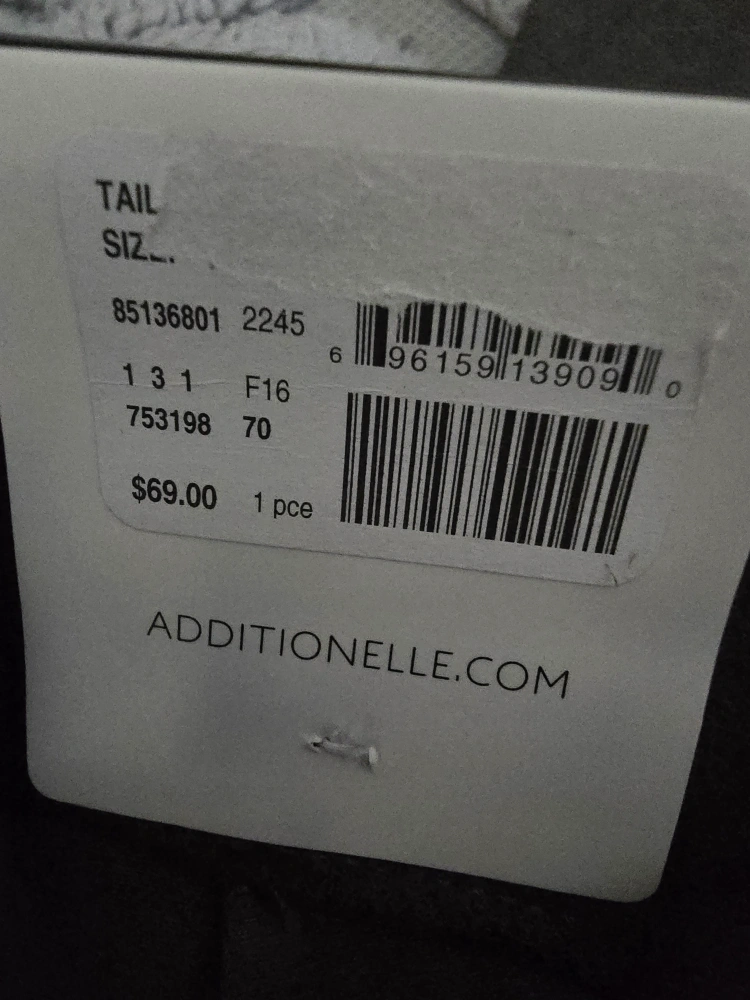 TAIL
SIZ
85136801 2245
6 96159 13909 0
1 3 1 F16
753198 70
$69.00 1 pce
ADDITIONELLE.COM